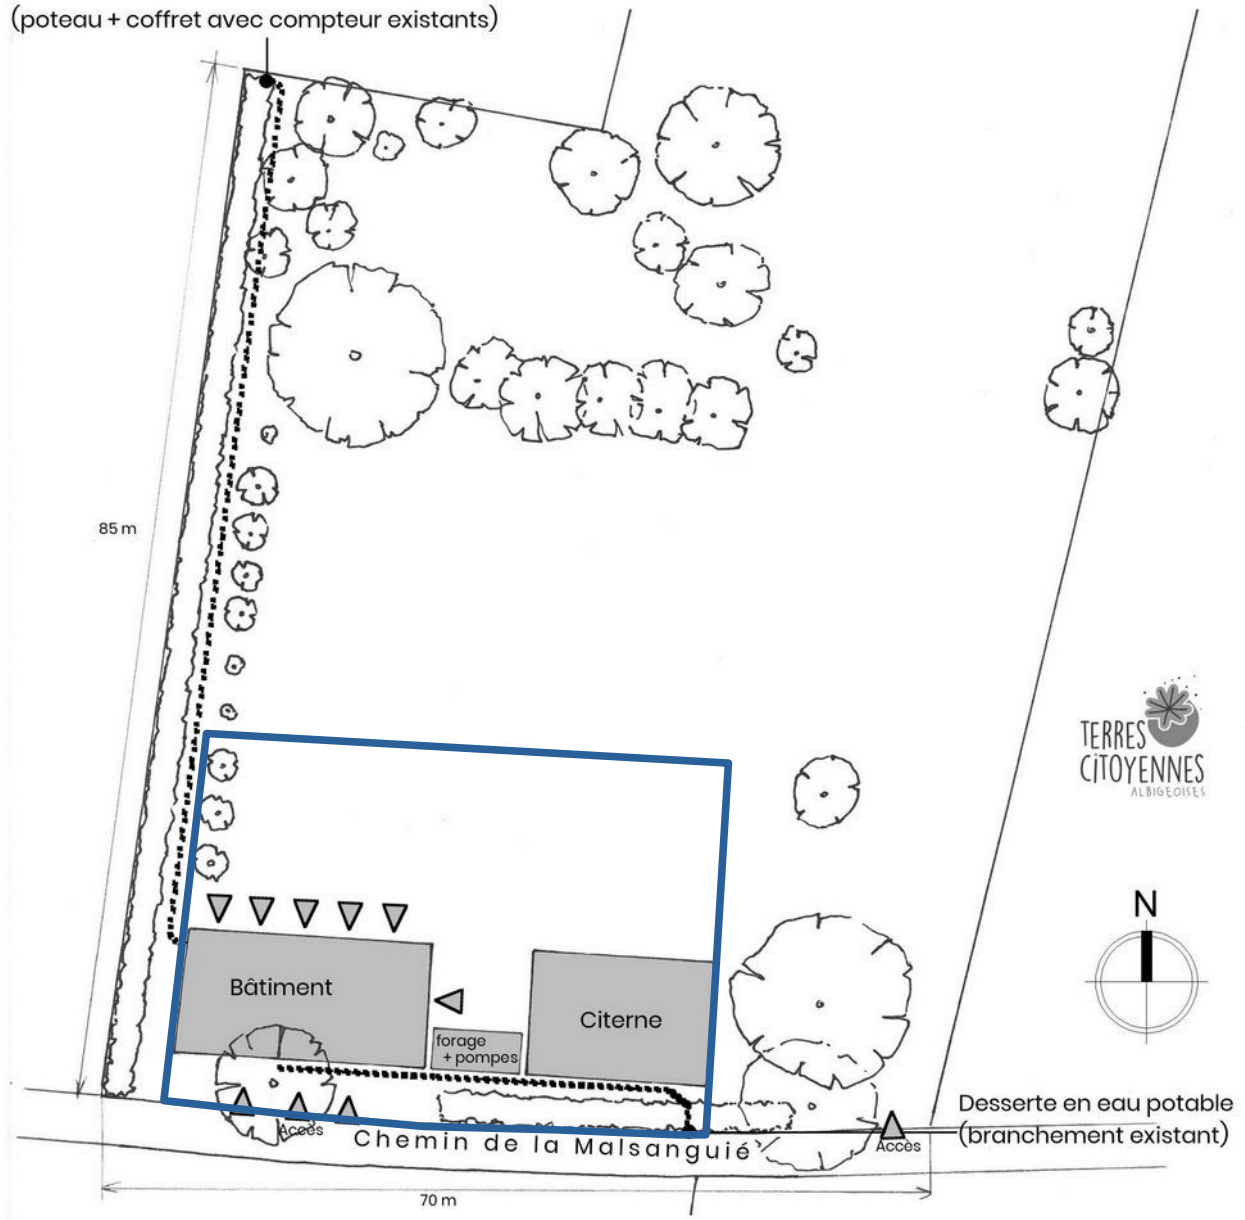 (poteau + coffret avec compteur existants)
85 m
TERRES
CiTOYENNES
ALBIGEOISES
N
Bâtiment
Citerne
forage
+ pompes
Desserte en eau potable
(branchement existant)
Accès
Chemin de la Malsanguié
Accès
70 m